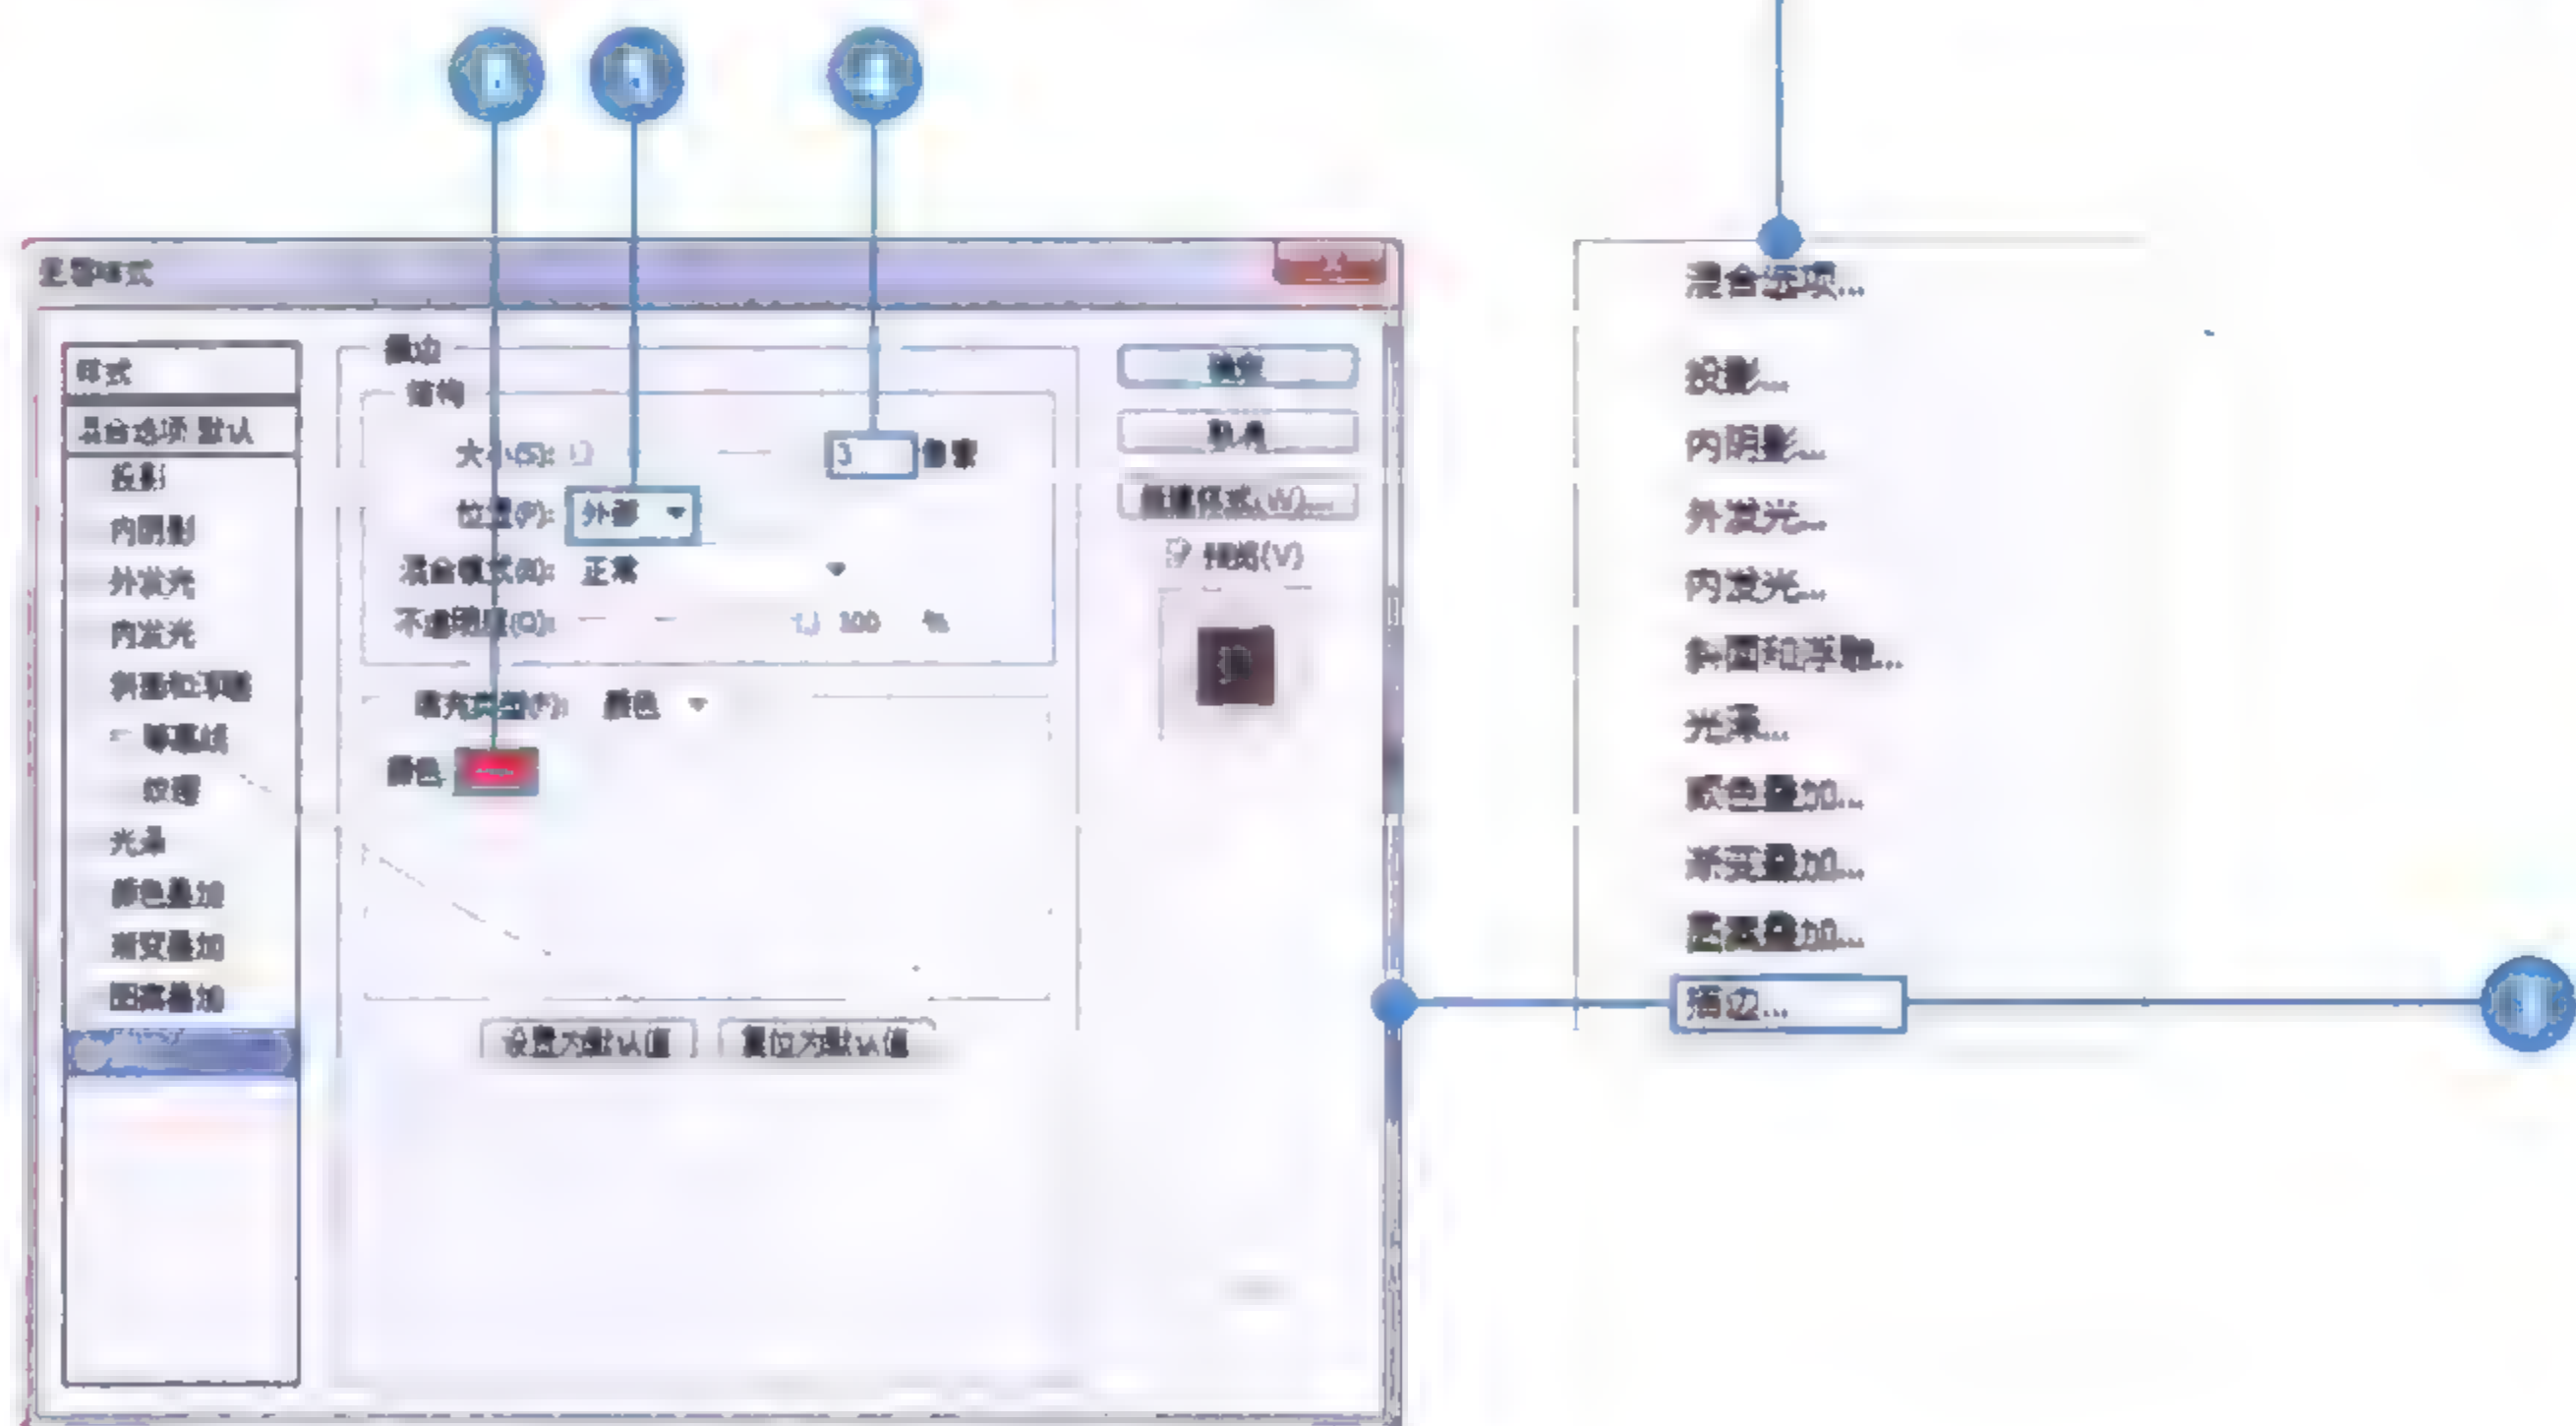 图层样式
样式
混合选项:默认
投影
内阴影
外发光
内发光
斜面和浮雕
等高线
纹理
光泽
颜色叠加
渐变叠加
图案叠加
描边
结构
大小(S): 3 像素
位置(P): 外部
混合模式(B): 正常
不透明度(O): 100 %
填充类型(F): 颜色
颜色
设置为默认值
复位为默认值
确定
取消
新建样式(W)...
预览(V)
混合选项...
投影...
内阴影...
外发光...
内发光...
斜面和浮雕...
光泽...
颜色叠加...
渐变叠加...
图案叠加...
描边...